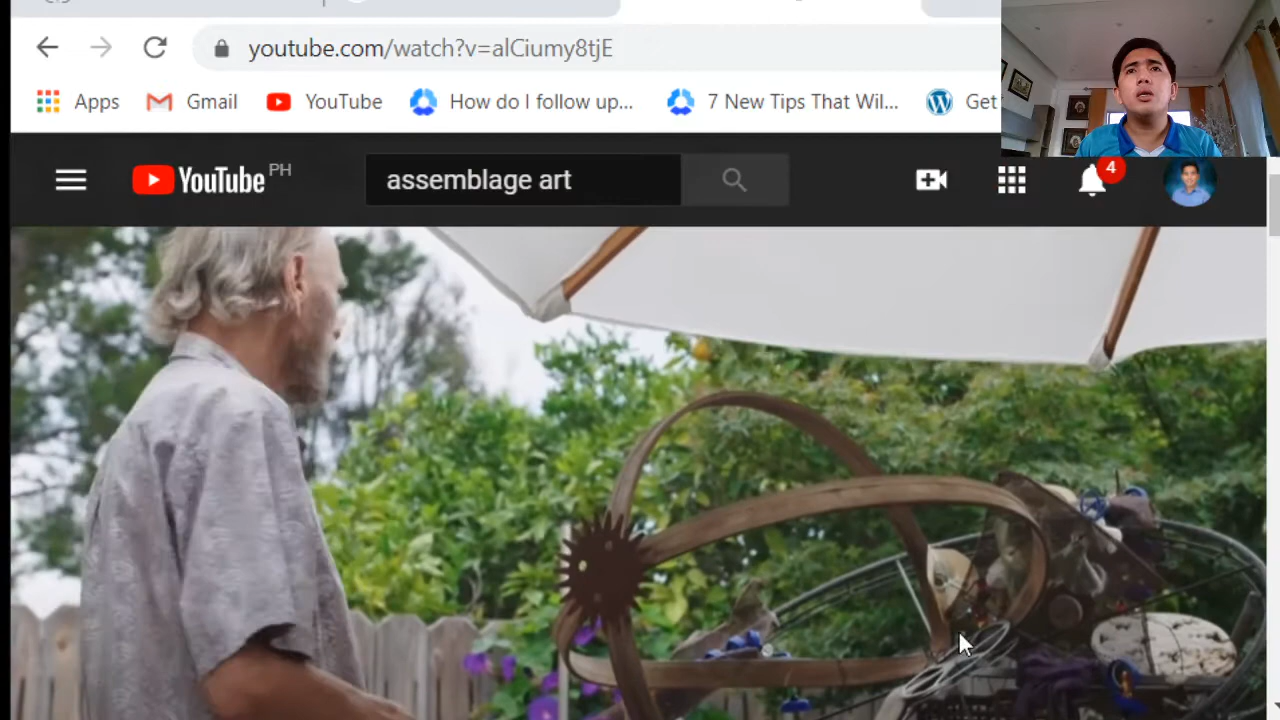 youtube.com/watch?v=alCiumy8tjE
Apps Gmail YouTube How do I follow up... 7 New Tips That Wil... Get
YouTube PH assemblage art 4